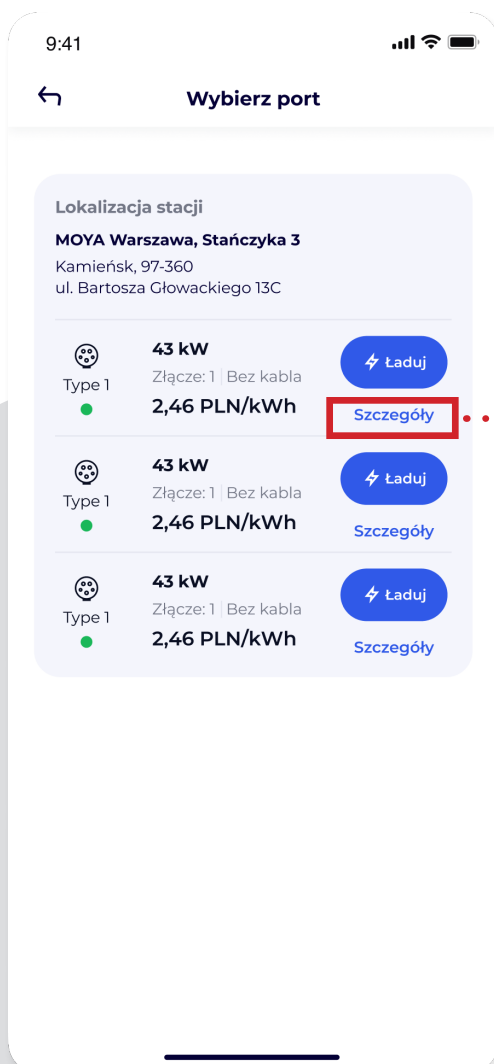 9:41
Wybierz port
Lokalizacja stacji
MOYA Warszawa, Stańczyka 3
Kamieńsk, 97-360
ul. Bartosza Głowackiego 13C
43 kW
Ładuj
Type 1
Złącze: 1 Bez kabla
2,46 PLN/kWh
Szczegóły
43 kW
Ładuj
Type 1
Złącze: 1 Bez kabla
2,46 PLN/kWh
Szczegóły
43 kW
Ładuj
Type 1
Złącze: 1 Bez kabla
2,46 PLN/kWh
Szczegóły